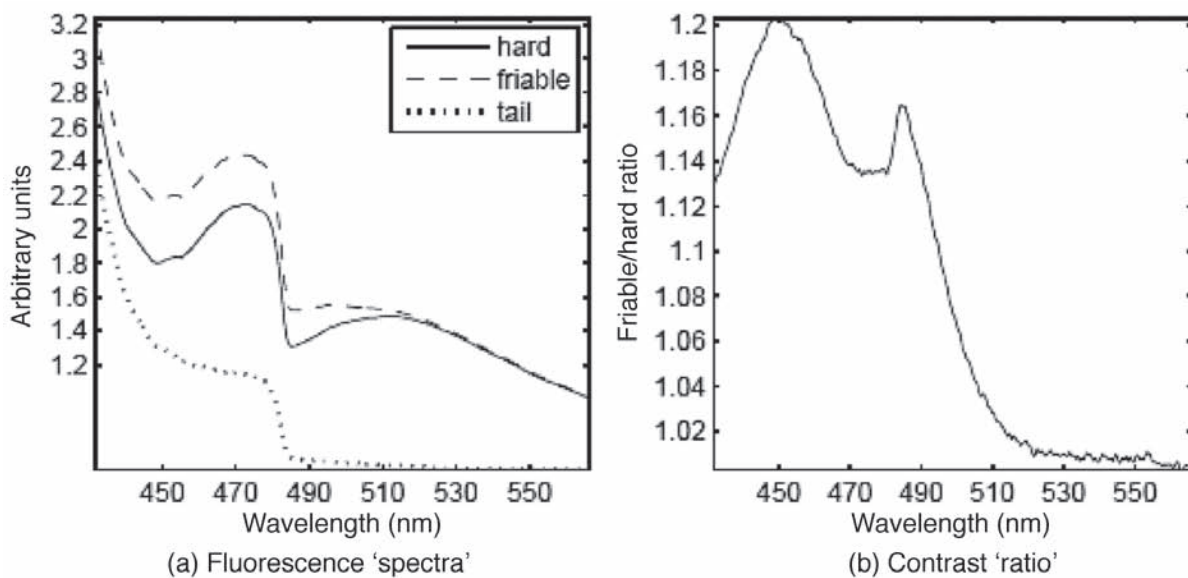 3.2
3
2.8
2.6
2.4
2.2
2
1.8
1.6
1.4
1.2
Arbitrary units
hard
friable
tail
450 470 490 510 530 550
Wavelength (nm)
(a) Fluorescence ‘spectra’
1.2
1.18
1.16
1.14
1.12
1.1
1.08
1.06
1.04
1.02
Friable/hard ratio
450 470 490 510 530 550
Wavelength (nm)
(b) Contrast ‘ratio’